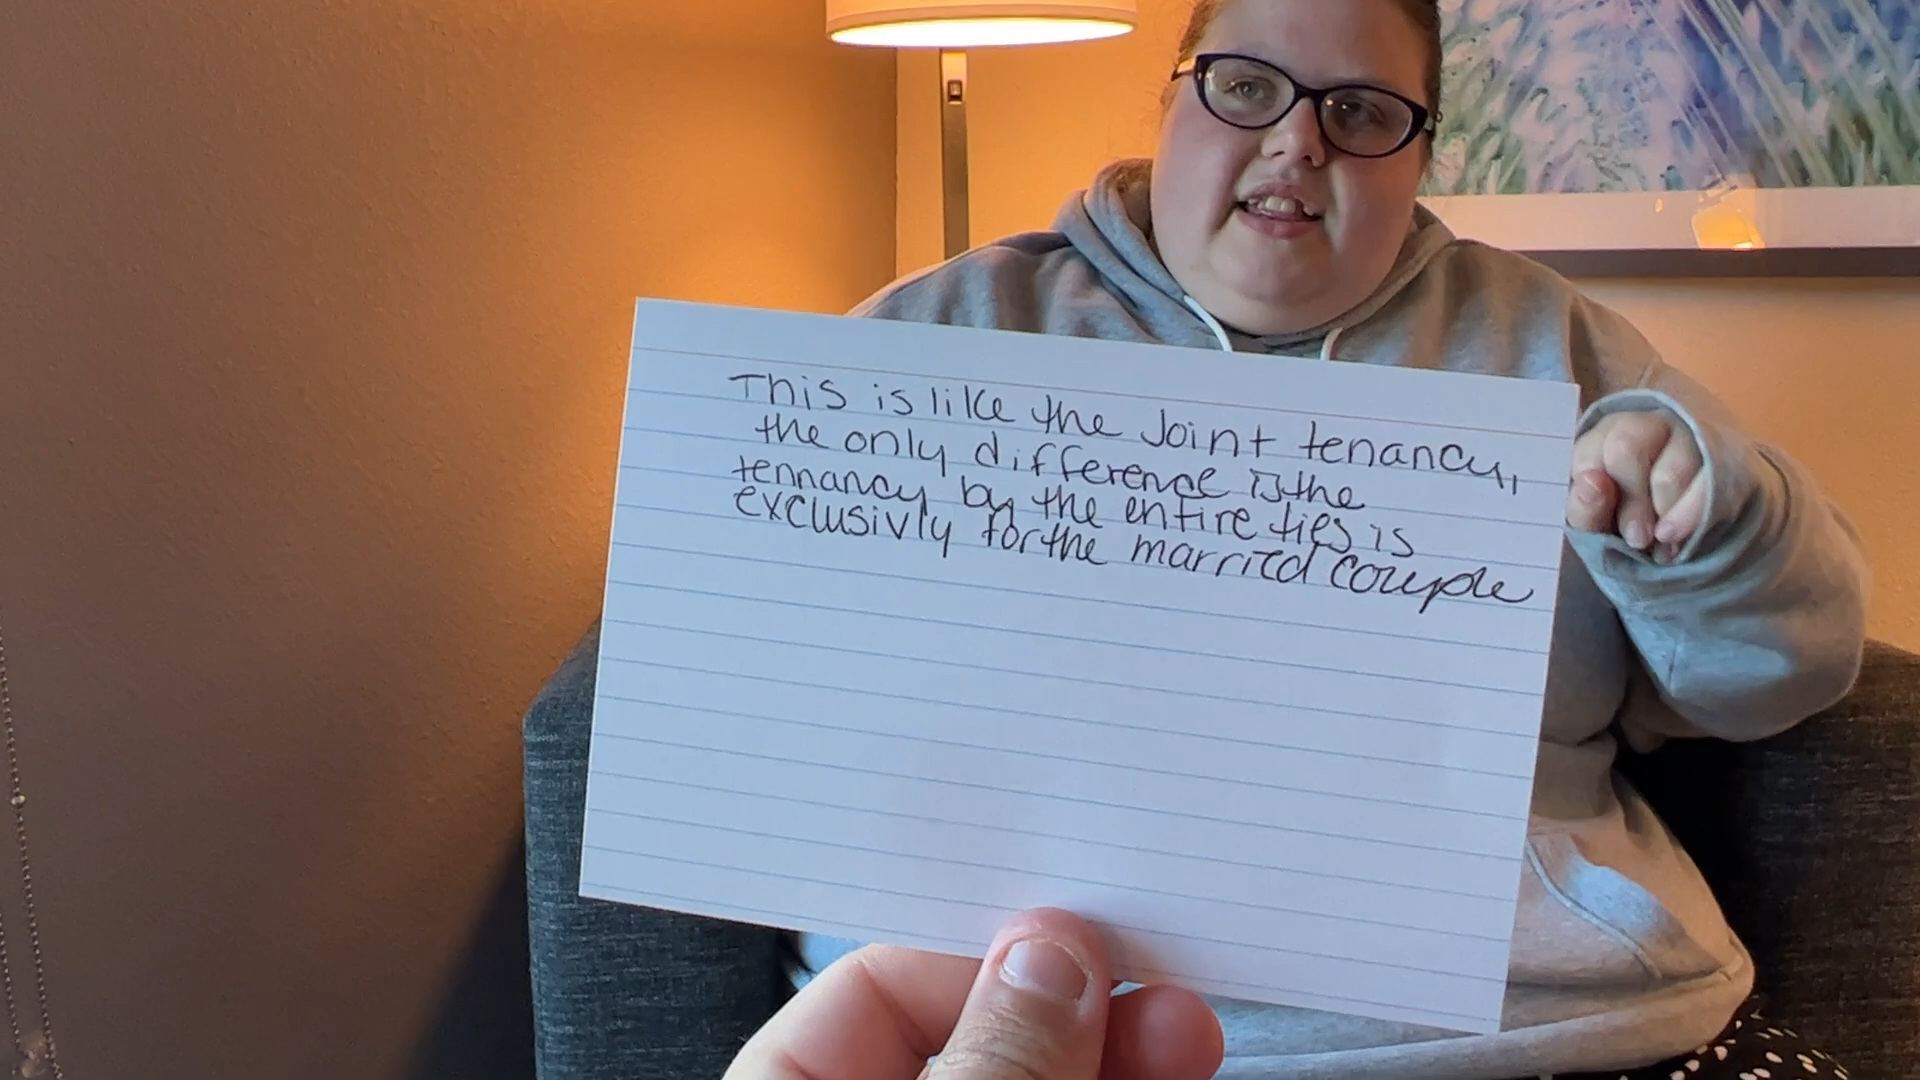 This is like the Joint tenancy,
the only difference is the
tennancy by the entire ties is
exclusivly for the married couple